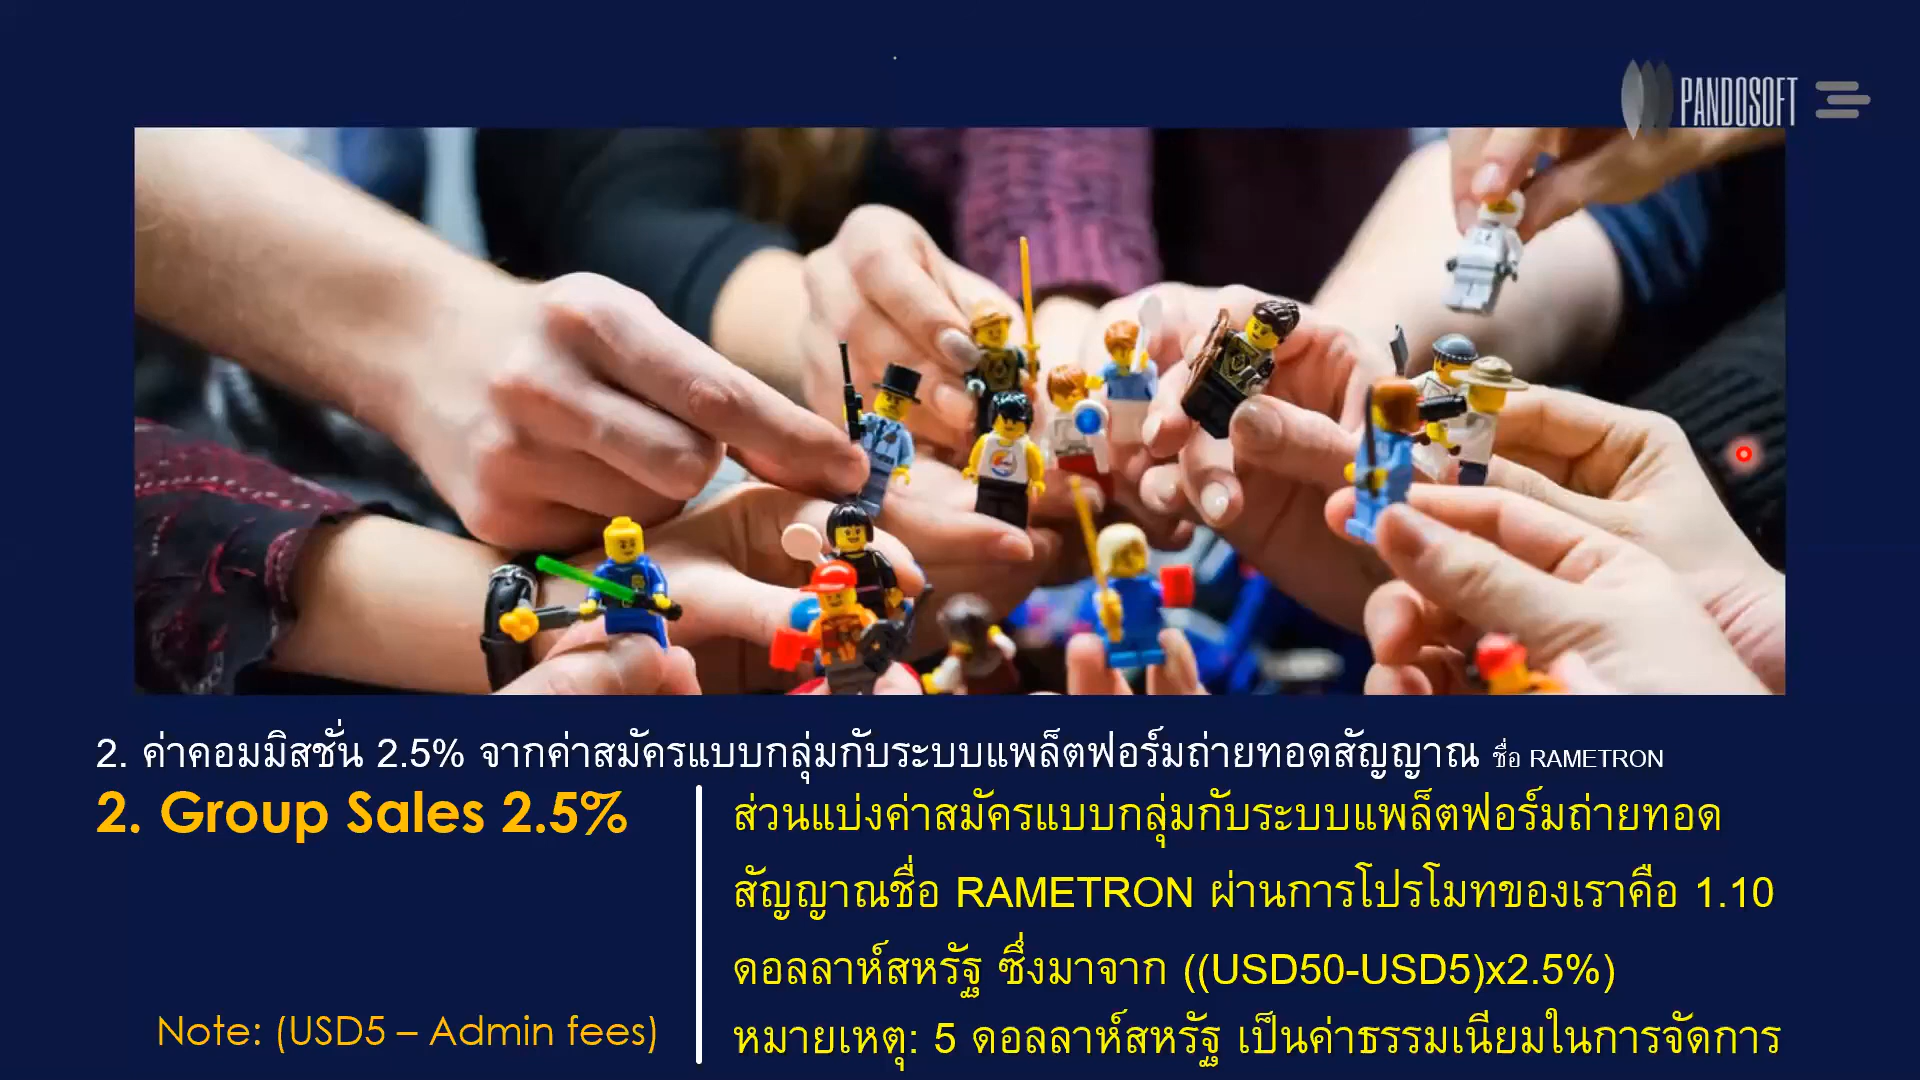 PANDOSOFT
2. ค่าคอมมิสชั่น 2.5% จากค่าสมัครแบบกลุ่มกับระบบแพล็ตฟอร์มถ่ายทอดสัญญาณ ชื่อ RAMETRON
2. Group Sales 2.5%
Note: (USD5 – Admin fees)
ส่วนแบ่งค่าสมัครแบบกลุ่มกับระบบแพล็ตฟอร์มถ่ายทอด
สัญญาณชื่อ RAMETRON ผ่านการโปรโมทของเราคือ 1.10
ดอลลาห์สหรัฐ ซึ่งมาจาก ((USD50-USD5)x2.5%)
หมายเหตุ: 5 ดอลลาห์สหรัฐ เป็นค่าธรรมเนียมในการจัดการ